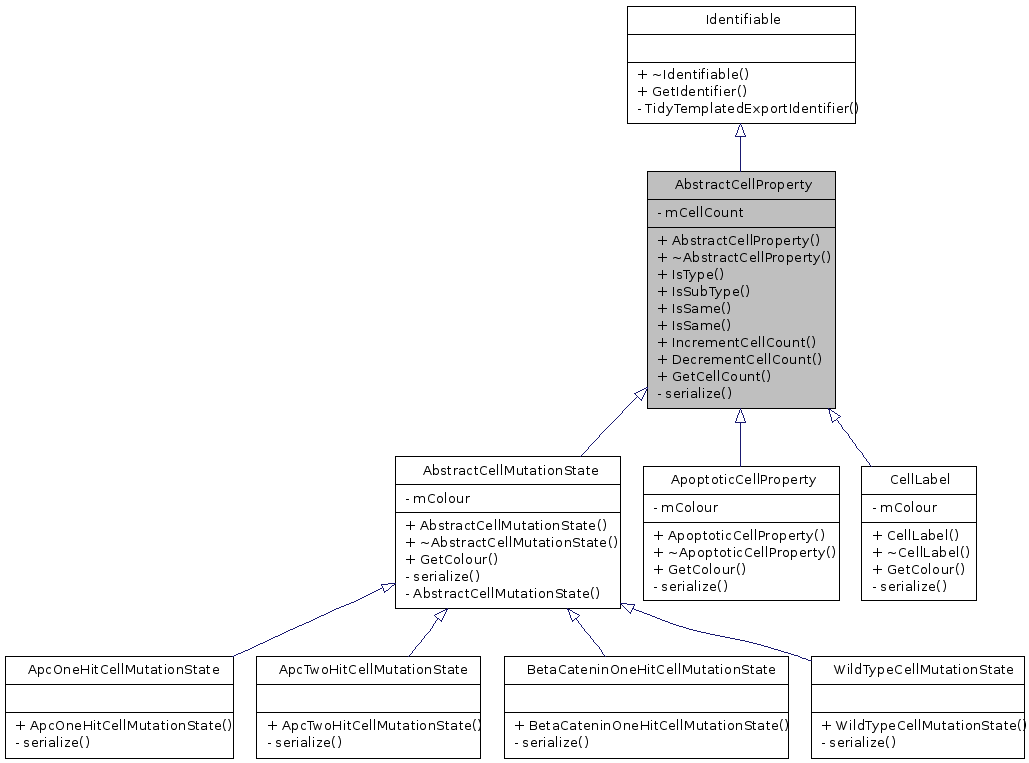 Identifiable
+ ~Identifiable()
+ GetIdentifier()
- TidyTemplatedExportIdentifier()
AbstractCellProperty
- mCellCount
+ AbstractCellProperty()
+ ~AbstractCellProperty()
+ IsType()
+ IsSubType()
+ IsSame()
+ IsSame()
+ IncrementCellCount()
+ DecrementCellCount()
+ GetCellCount()
- serialize()
AbstractCellMutationState
- mColour
+ AbstractCellMutationState()
+ ~AbstractCellMutationState()
+ GetColour()
- serialize()
- AbstractCellMutationState()
ApoptoticCellProperty
- mColour
+ ApoptoticCellProperty()
+ ~ApoptoticCellProperty()
+ GetColour()
- serialize()
CellLabel
- mColour
+ CellLabel()
+ ~CellLabel()
+ GetColour()
- serialize()
ApcOneHitCellMutationState
+ ApcOneHitCellMutationState()
- serialize()
ApcTwoHitCellMutationState
+ ApcTwoHitCellMutationState()
- serialize()
BetaCateninOneHitCellMutationState
+ BetaCateninOneHitCellMutationState()
- serialize()
WildTypeCellMutationState
+ WildTypeCellMutationState()
- serialize()